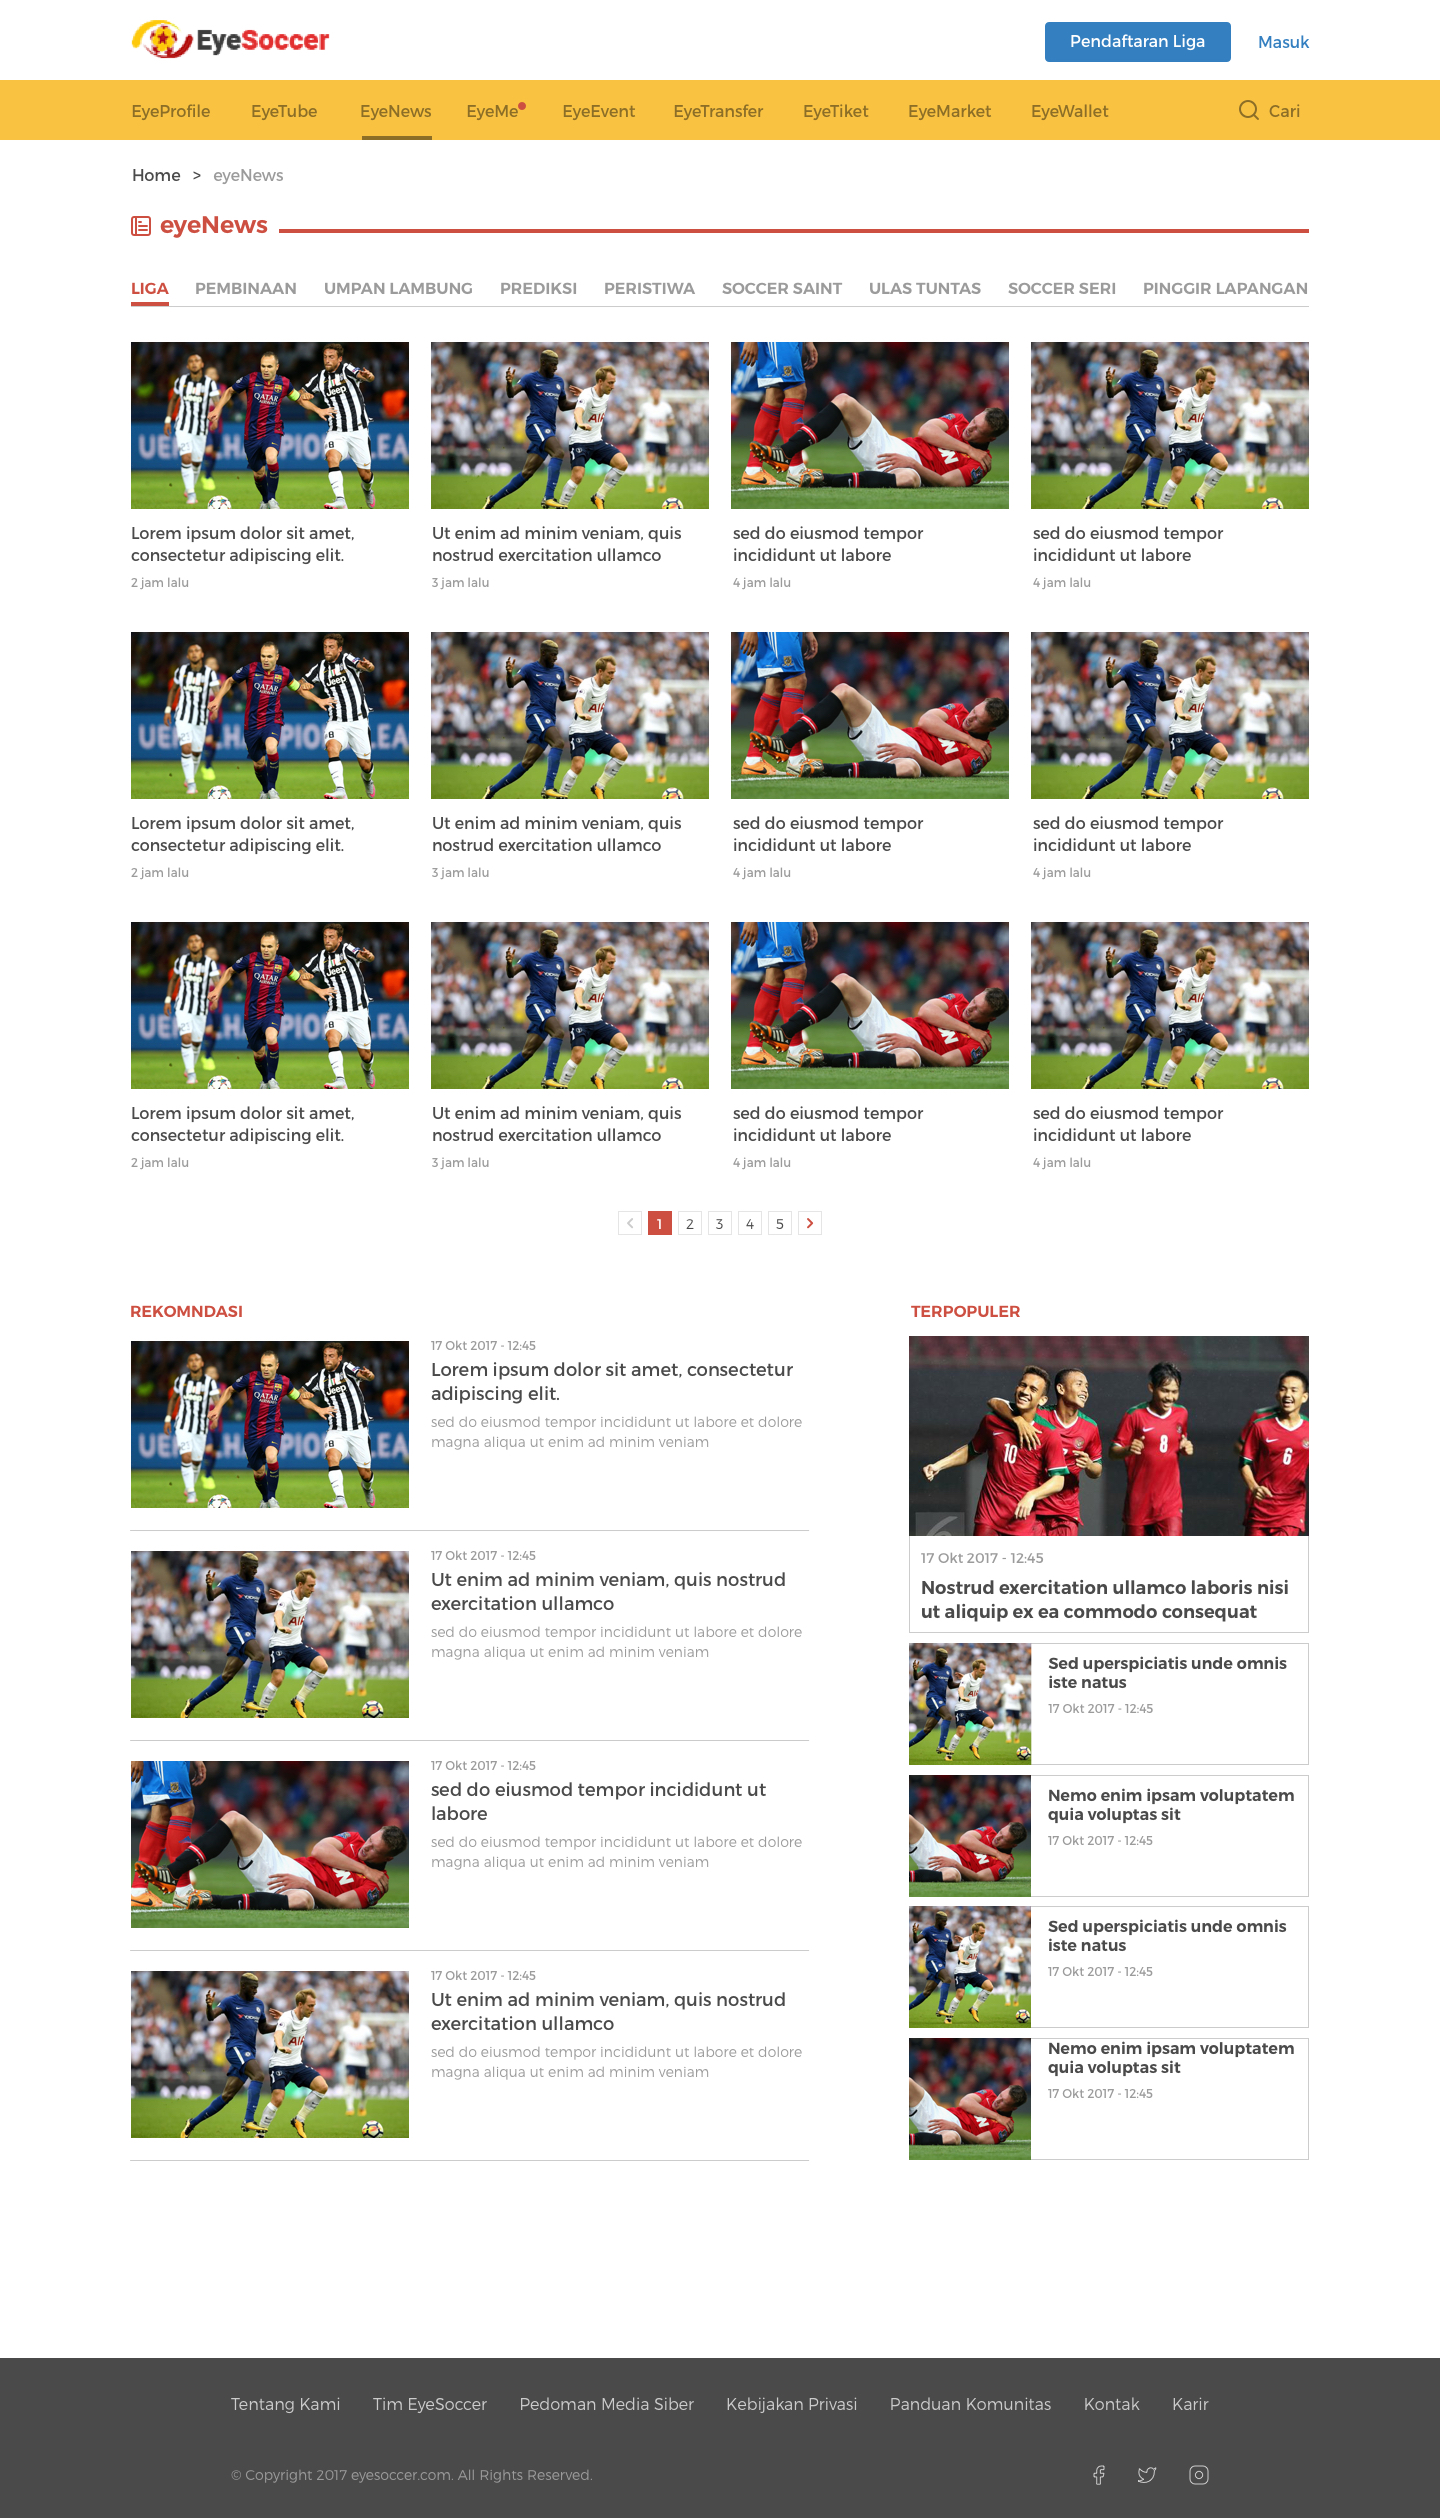 EyeSoccer
Pendaftaran Liga
Masuk
EyeProfile EyeTube EyeNews EyeMe EyeEvent EyeTransfer EyeTiket EyeMarket EyeWallet Cari
Home > eyeNews
eyeNews
LIGA PEMBINAAN UMPAN LAMBUNG PREDIKSI PERISTIWA SOCCER SAINT ULAS TUNTAS SOCCER SERI PINGGIR LAPANGAN
Lorem ipsum dolor sit amet,
consectetur adipiscing elit.
2 jam lalu
Ut enim ad minim veniam, quis
nostrud exercitation ullamco
3 jam lalu
sed do eiusmod tempor
incididunt ut labore
4 jam lalu
sed do eiusmod tempor
incididunt ut labore
4 jam lalu
Lorem ipsum dolor sit amet,
consectetur adipiscing elit.
2 jam lalu
Ut enim ad minim veniam, quis
nostrud exercitation ullamco
3 jam lalu
sed do eiusmod tempor
incididunt ut labore
4 jam lalu
sed do eiusmod tempor
incididunt ut labore
4 jam lalu
Lorem ipsum dolor sit amet,
consectetur adipiscing elit.
2 jam lalu
Ut enim ad minim veniam, quis
nostrud exercitation ullamco
3 jam lalu
sed do eiusmod tempor
incididunt ut labore
4 jam lalu
sed do eiusmod tempor
incididunt ut labore
4 jam lalu
1 2 3 4 5
REKOMNDASI
17 Okt 2017 - 12:45
Lorem ipsum dolor sit amet, consectetur
adipiscing elit.
sed do eiusmod tempor incididunt ut labore et dolore
magna aliqua ut enim ad minim veniam
17 Okt 2017 - 12:45
Ut enim ad minim veniam, quis nostrud
exercitation ullamco
sed do eiusmod tempor incididunt ut labore et dolore
magna aliqua ut enim ad minim veniam
17 Okt 2017 - 12:45
sed do eiusmod tempor incididunt ut
labore
sed do eiusmod tempor incididunt ut labore et dolore
magna aliqua ut enim ad minim veniam
17 Okt 2017 - 12:45
Ut enim ad minim veniam, quis nostrud
exercitation ullamco
sed do eiusmod tempor incididunt ut labore et dolore
magna aliqua ut enim ad minim veniam
TERPOPULER
10
8
6
17 Okt 2017 - 12:45
Nostrud exercitation ullamco laboris nisi
ut aliquip ex ea commodo consequat
Sed uperspiciatis unde omnis
iste natus
17 Okt 2017 - 12:45
Nemo enim ipsam voluptatem
quia voluptas sit
17 Okt 2017 - 12:45
Sed uperspiciatis unde omnis
iste natus
17 Okt 2017 - 12:45
Nemo enim ipsam voluptatem
quia voluptas sit
17 Okt 2017 - 12:45
Tentang Kami Tim EyeSoccer Pedoman Media Siber Kebijakan Privasi Panduan Komunitas Kontak Karir
© Copyright 2017 eyesoccer.com. All Rights Reserved.